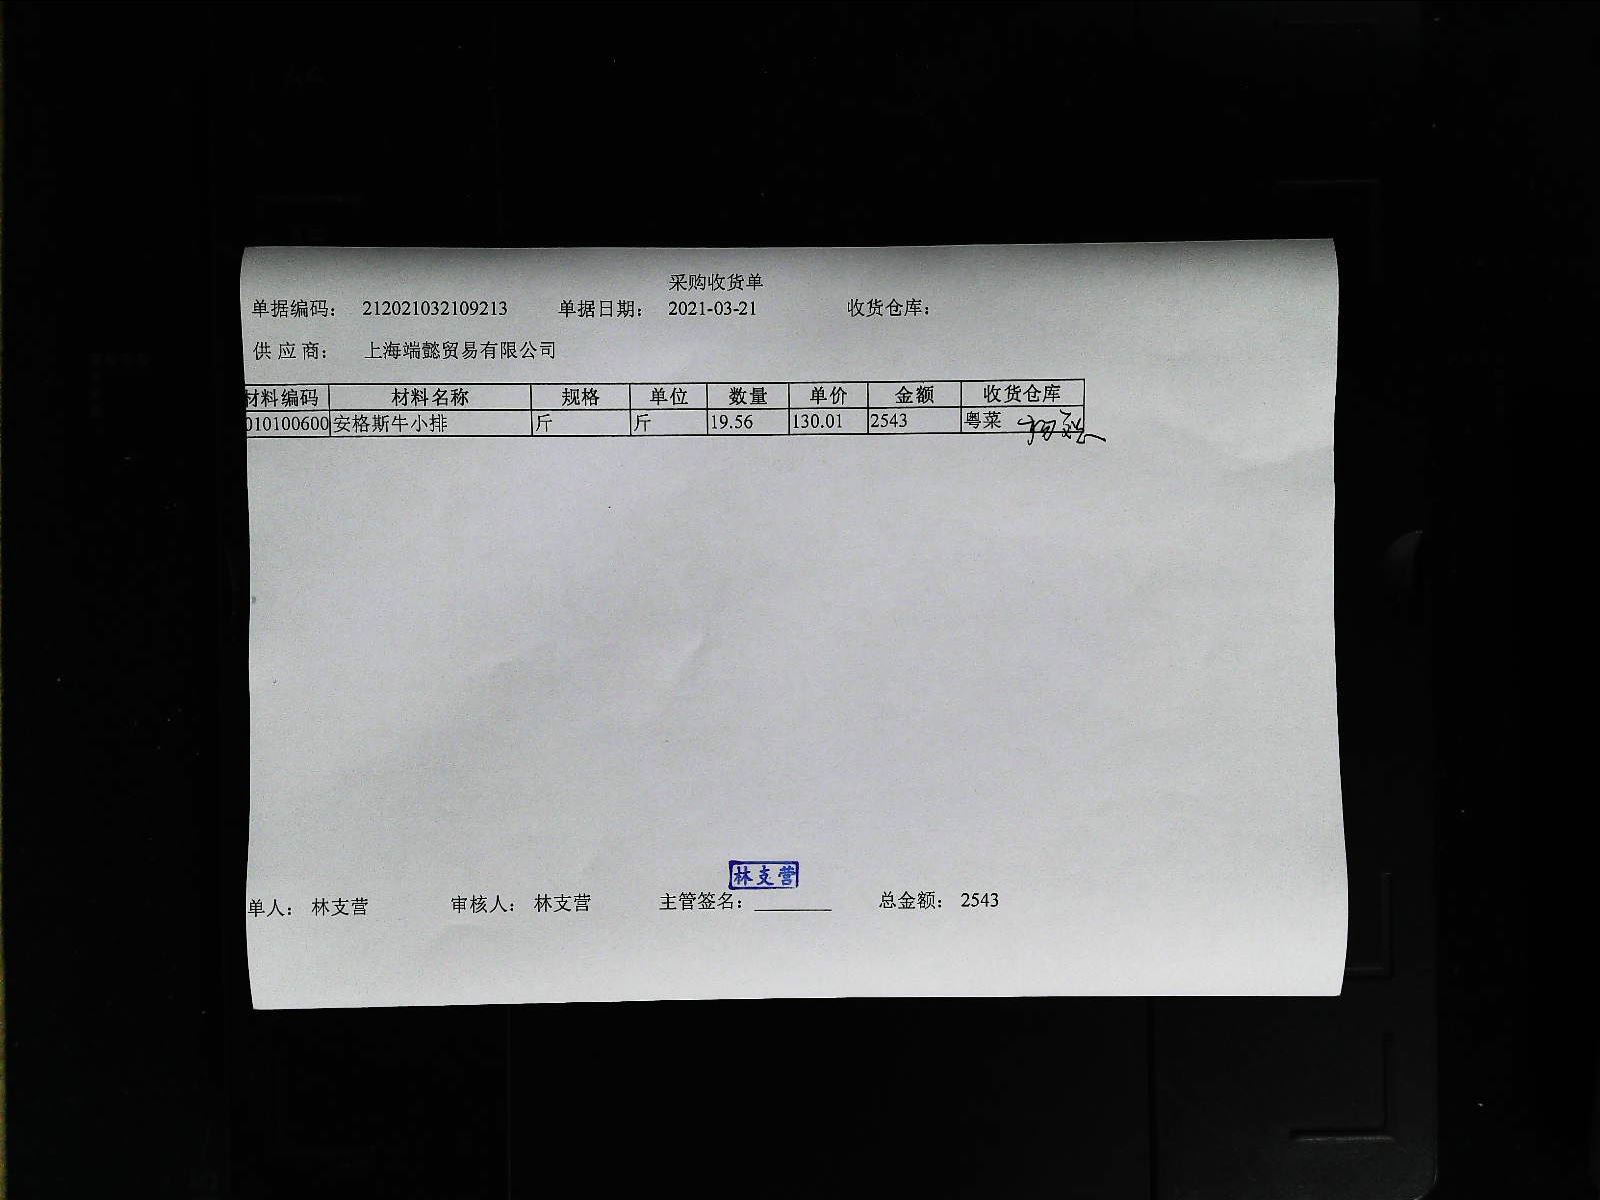 采购收货单
单据编码： 212021032109213 单据日期： 2021-03-21 收货仓库：
供 应 商： 上海端懿贸易有限公司
材料编码 材料名称 规格 单位 数量 单价 金额 收货仓库
010100600 安格斯牛小排 斤 斤 19.56 130.01 2543 粤菜
林支营
单人： 林支营 审核人： 林支营 主管签名： ________ 总金额： 2543